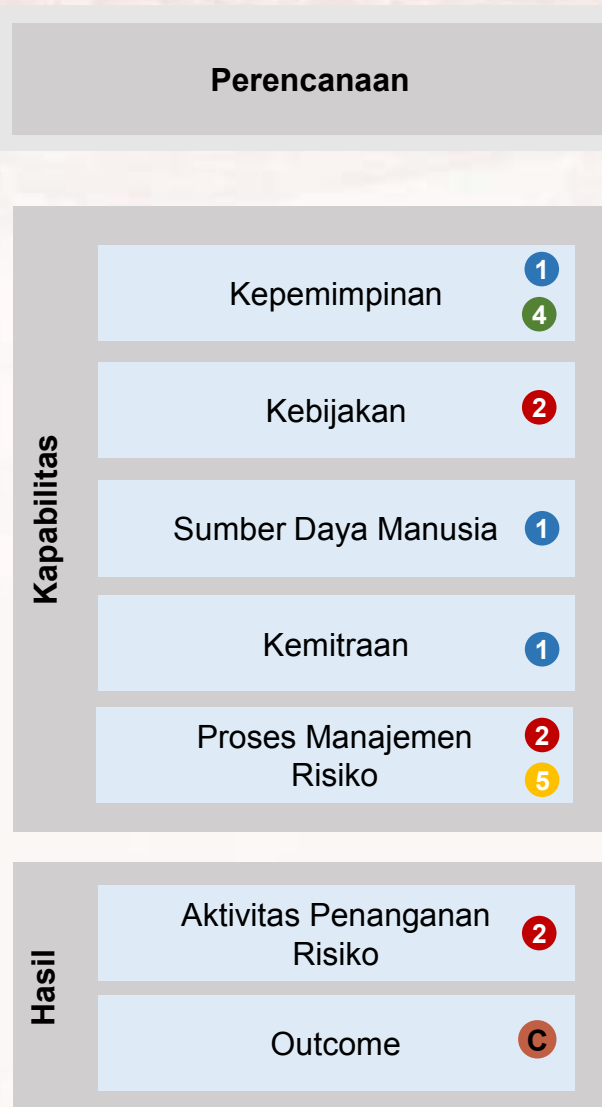 Perencanaan
Kapabilitas
Kepemimpinan
1
4
Kebijakan
2
Sumber Daya Manusia
1
Kemitraan
1
Proses Manajemen
Risiko
2
5
Hasil
Aktivitas Penanganan
Risiko
2
Outcome
C